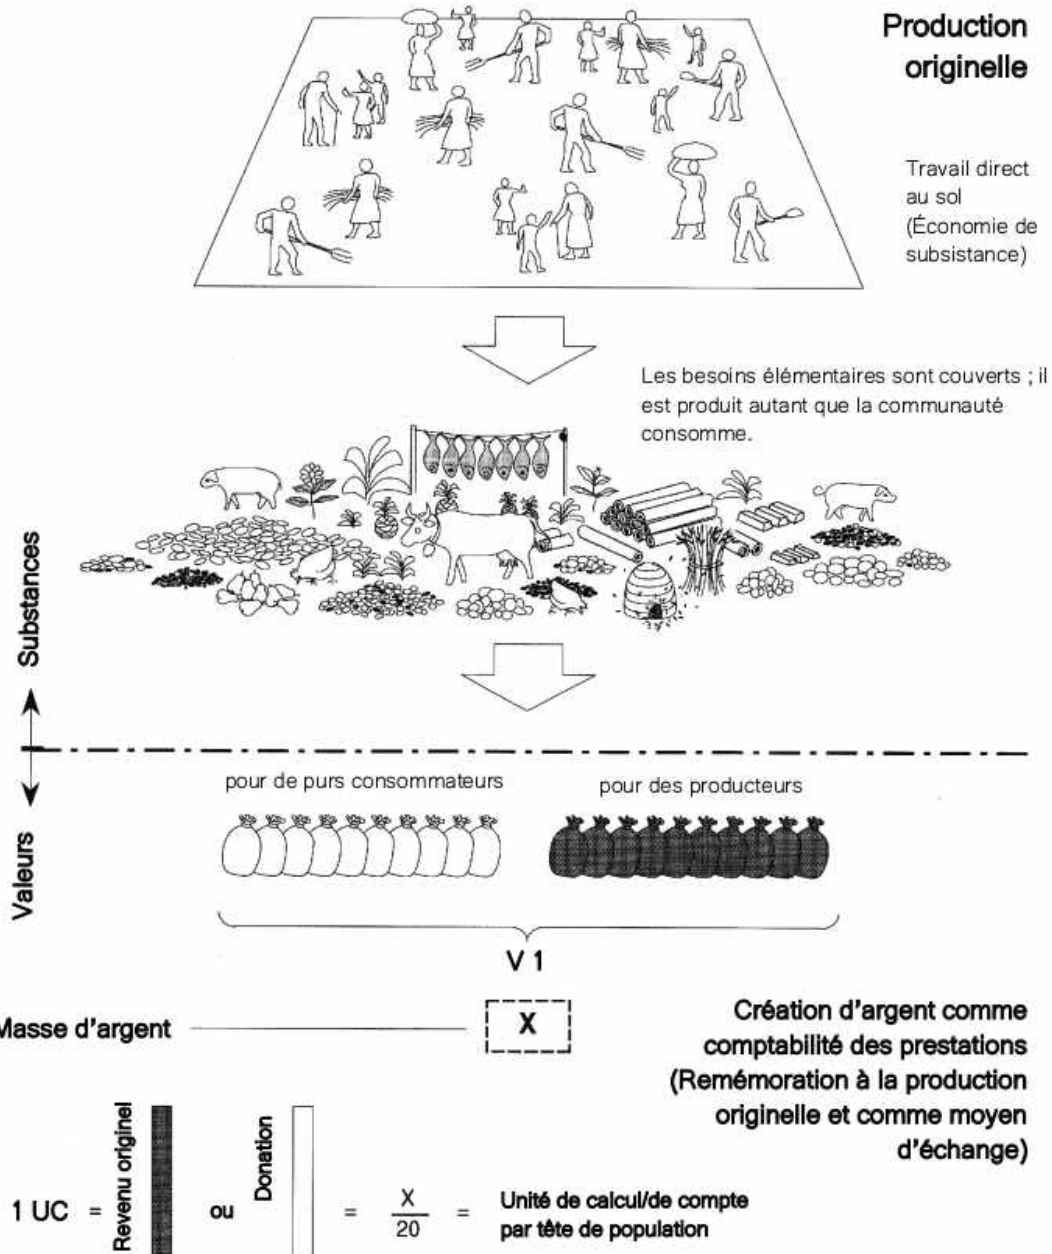 Production
originelle
Travail direct
au sol
(Économie de
subsistance)
Les besoins élémentaires sont couverts ; il
est produit autant que la communauté
consomme.
Substances
Valeurs
pour de purs consommateurs
pour des producteurs
V 1
Masse d'argent
X
Création d'argent comme
comptabilité des prestations
(Remémoration à la production
originelle et comme moyen
d'échange)
1 UC = Revenu originel ou Donation = X/20 = Unité de calcul/de compte
par tête de population